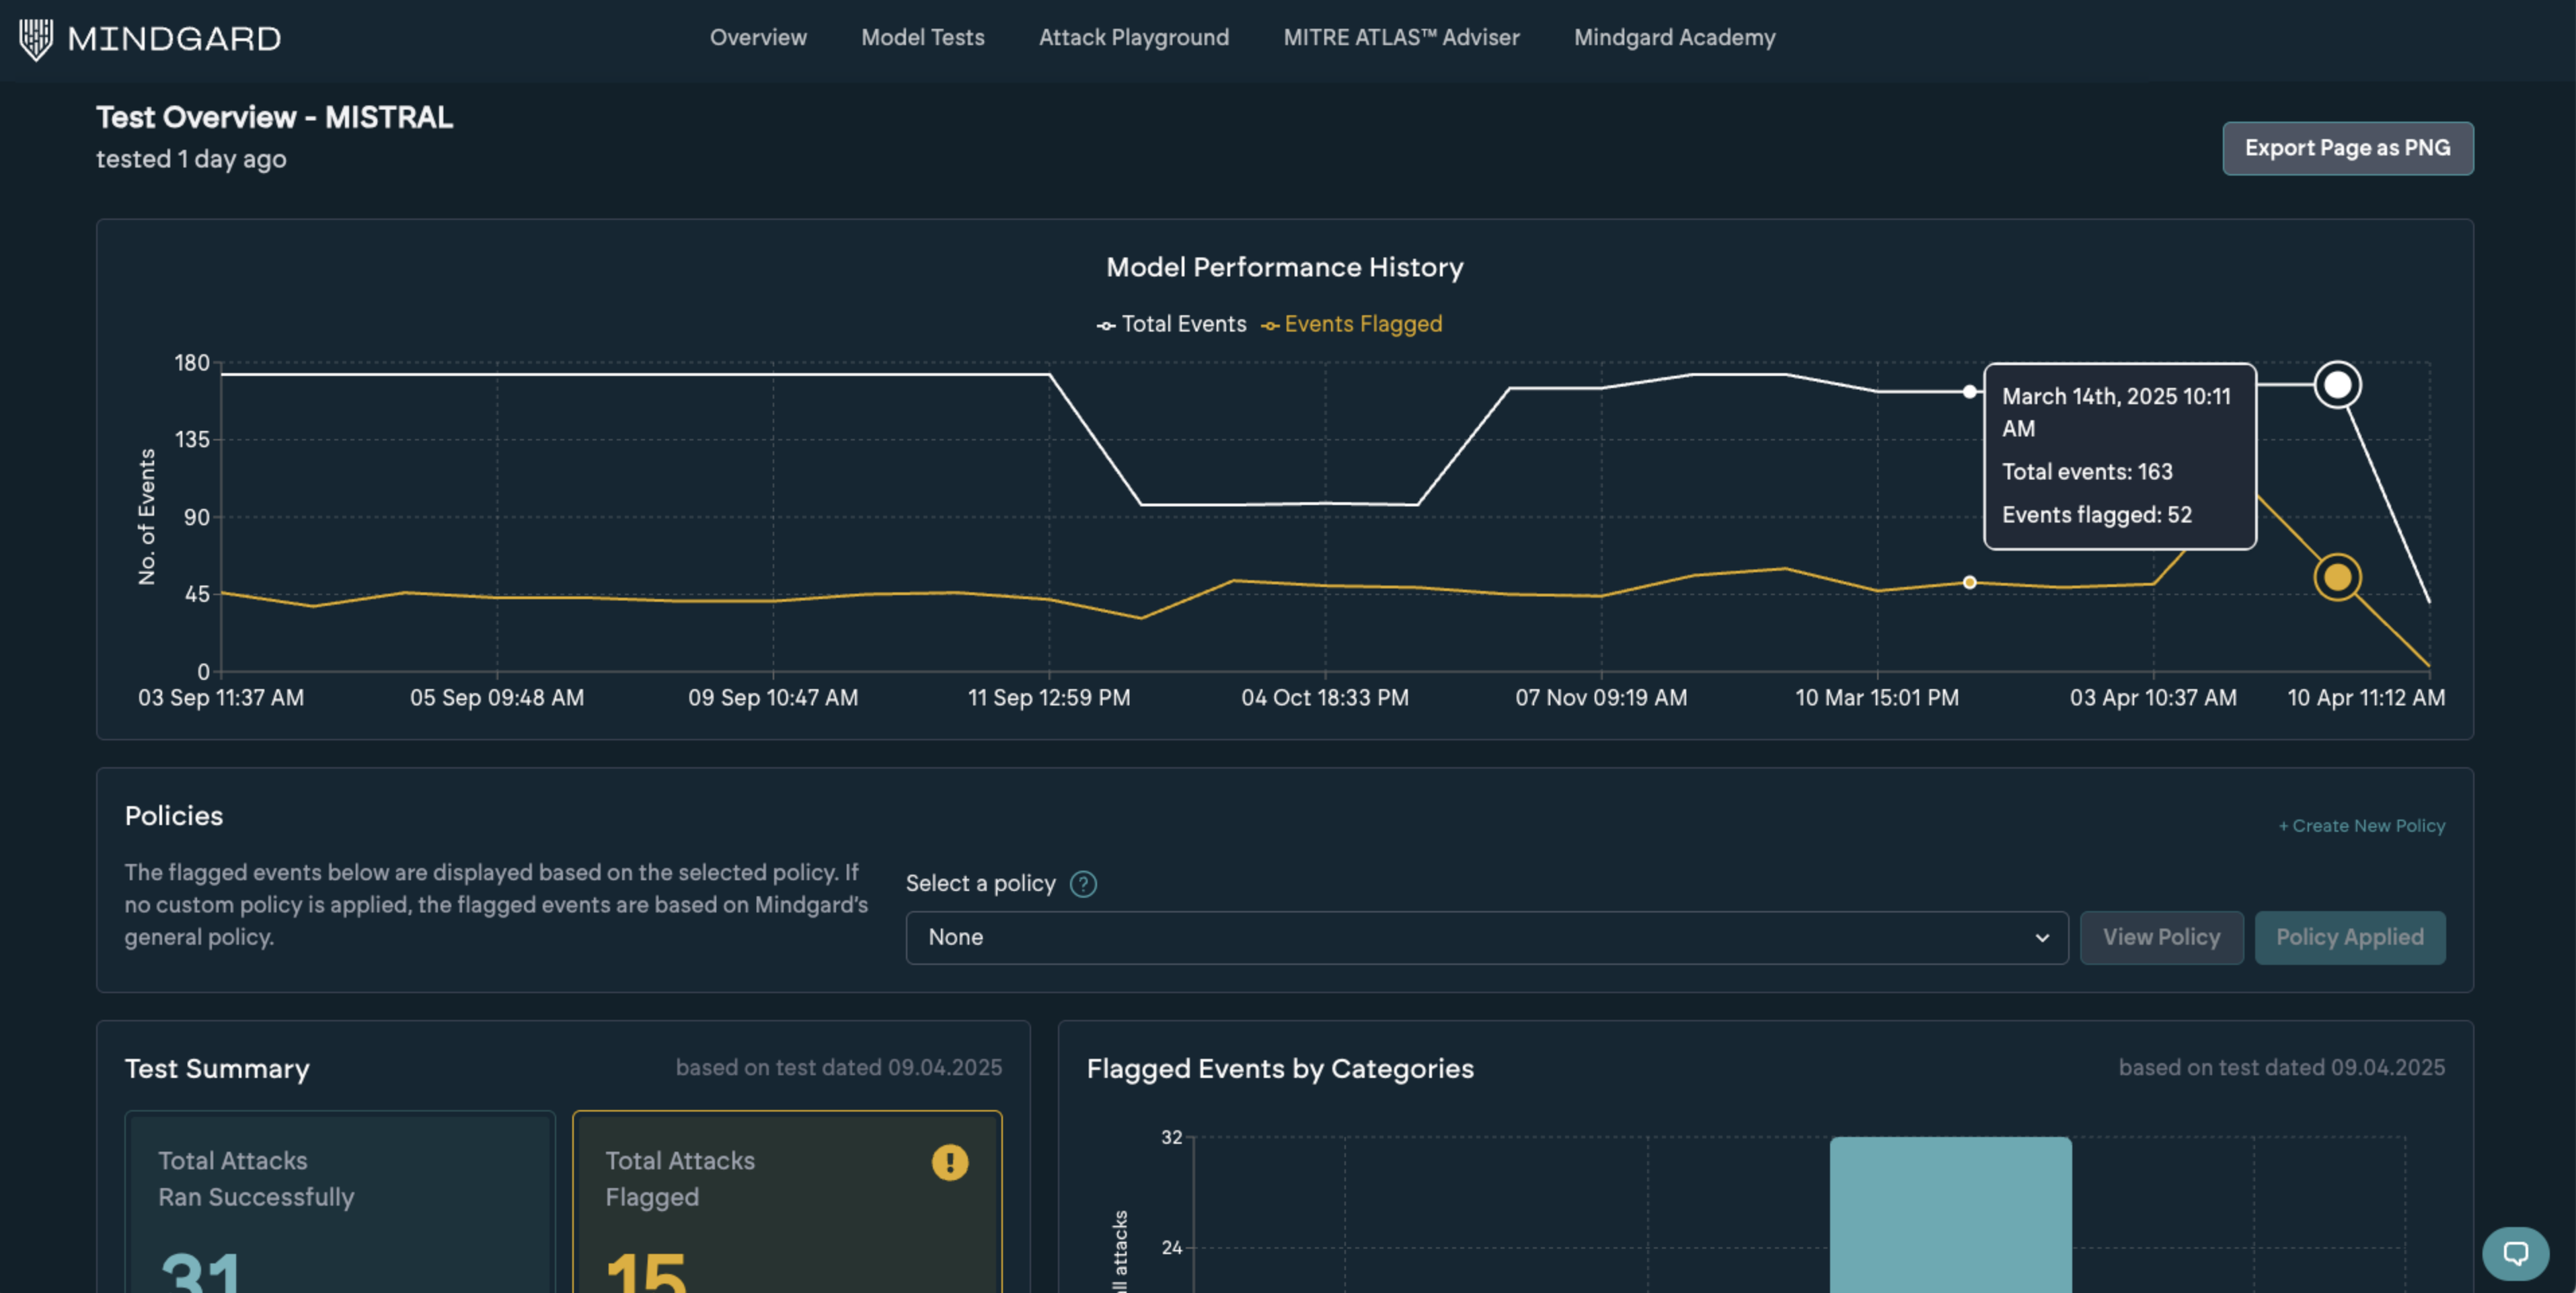 MINDGARD
Overview
Model Tests
Attack Playground
MITRE ATLAS™ Adviser
Mindgard Academy
Test Overview - MISTRAL
tested 1 day ago
Export Page as PNG
Model Performance History
Total Events
Events Flagged
No. of Events
180
135
90
45
0
March 14th, 2025 10:11
AM
Total events: 163
Events flagged: 52
03 Sep 11:37 AM
05 Sep 09:48 AM
09 Sep 10:47 AM
11 Sep 12:59 PM
04 Oct 18:33 PM
07 Nov 09:19 AM
10 Mar 15:01 PM
03 Apr 10:37 AM
10 Apr 11:12 AM
Policies
+ Create New Policy
The flagged events below are displayed based on the selected policy. If
no custom policy is applied, the flagged events are based on Mindgard's
general policy.
Select a policy ?
None
View Policy
Policy Applied
Test Summary
based on test dated 09.04.2025
Total Attacks
Ran Successfully
31
Total Attacks
Flagged
!
15
Flagged Events by Categories
based on test dated 09.04.2025
32
24
attacks